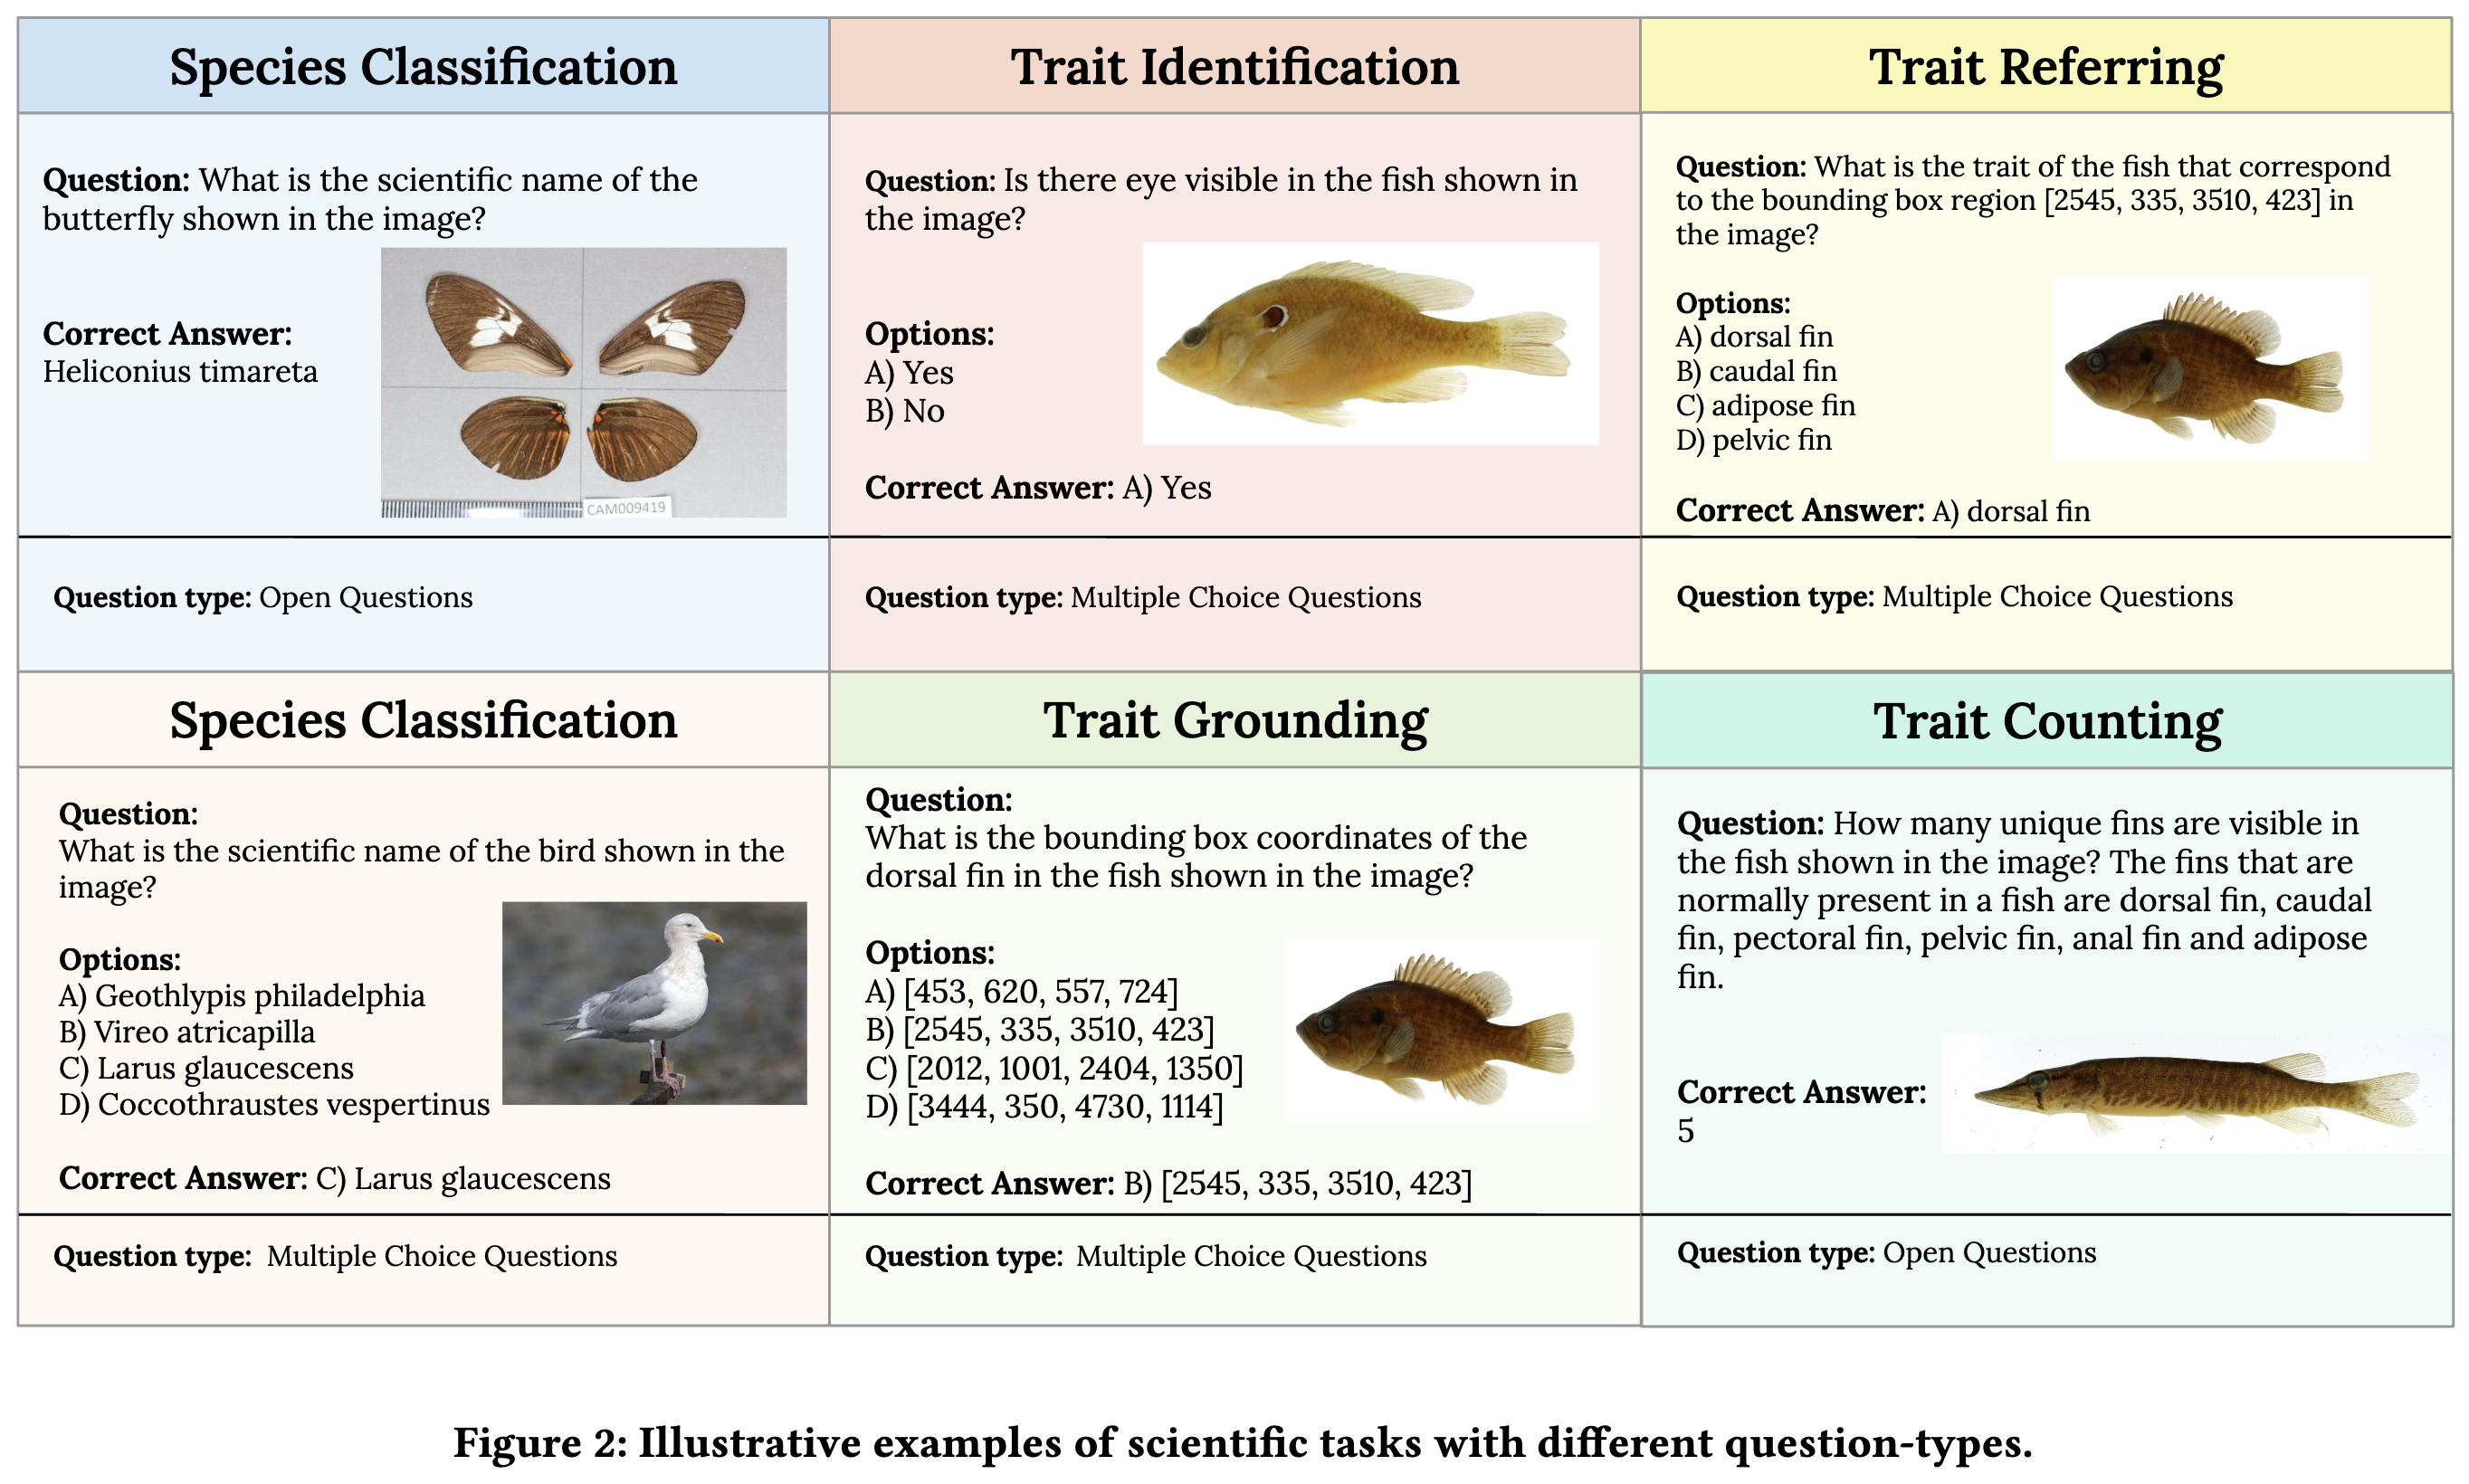 Species Classification
Question: What is the scientific name of the
butterfly shown in the image?
Correct Answer:
Heliconius timareta
CAM009419
Question type: Open Questions
Trait Identification
Question: Is there eye visible in the fish shown in
the image?
Options:
A) Yes
B) No
Correct Answer: A) Yes
Question type: Multiple Choice Questions
Trait Referring
Question: What is the trait of the fish that correspond
to the bounding box region [2545, 335, 3510, 423] in
the image?
Options:
A) dorsal fin
B) caudal fin
C) adipose fin
D) pelvic fin
Correct Answer: A) dorsal fin
Question type: Multiple Choice Questions
Species Classification
Question:
What is the scientific name of the bird shown in the
image?
Options:
A) Geothlypis philadelphia
B) Vireo atricapilla
C) Larus glaucescens
D) Coccothraustes vespertinus
Correct Answer: C) Larus glaucescens
Question type: Multiple Choice Questions
Trait Grounding
Question:
What is the bounding box coordinates of the
dorsal fin in the fish shown in the image?
Options:
A) [453, 620, 557, 724]
B) [2545, 335, 3510, 423]
C) [2012, 1001, 2404, 1350]
D) [3444, 350, 4730, 1114]
Correct Answer: B) [2545, 335, 3510, 423]
Question type: Multiple Choice Questions
Trait Counting
Question: How many unique fins are visible in
the fish shown in the image? The fins that are
normally present in a fish are dorsal fin, caudal
fin, pectoral fin, pelvic fin, anal fin and adipose
fin.
Correct Answer:
5
Question type: Open Questions
Figure 2: Illustrative examples of scientific tasks with different question-types.